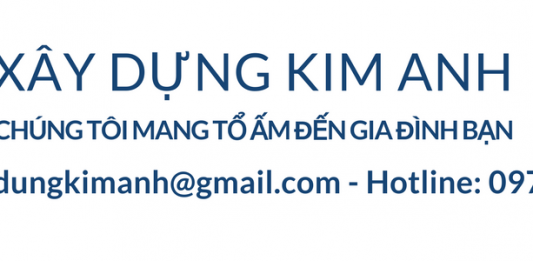 XÂY DỰNG KIM ANH
CHÚNG TÔI MANG TỔ ẤM ĐẾN GIA ĐÌNH BẠN
dungkimanh@gmail.com - Hotline: 097